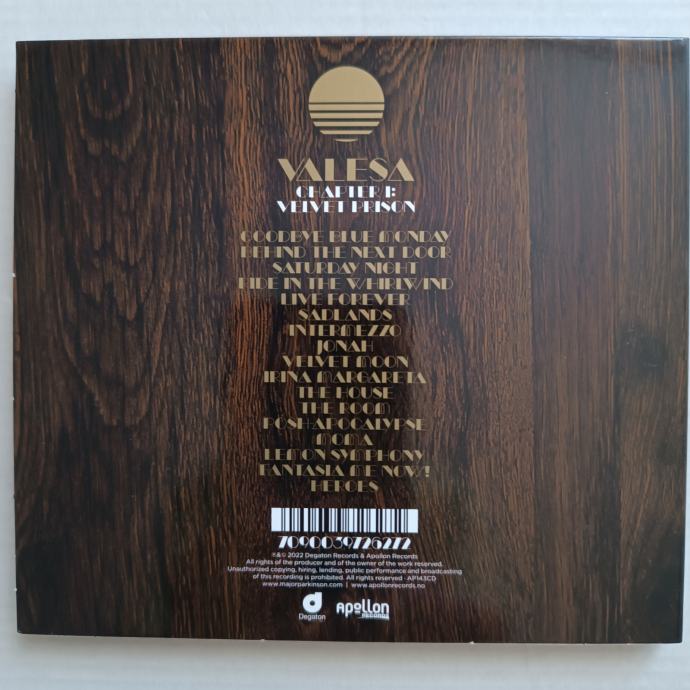 VALESA
CHAPTER I:
VELVET PRISON
GOODBYE BLUE MONDAY
BEHIND THE NEXT DOOR
SATURDAY NIGHT
HIDE IN THE WHIRLWIND
LIVE FOREVER
SADLANDS
INTERMEZZO
JONAH
VELVET MOON
IRINA MARGARETA
THE HOUSE
THE ROOM
POSH-APOCALYPSE
MOMA
LEMON SYMPHONY
FANTASIA ME NOW!
HEROES
7090039726272
℗&© 2022 Degaton Records & Apollon Records
All rights of the producer and of the owner of the work reserved.
Unauthorized copying, hiring, lending, public performance and broadcasting
of this recording is prohibited. All rights reserved - AP143CD
www.majorparkinson.com | www.apollonrecords.no
d
Degaton
Apollon
RECORDS